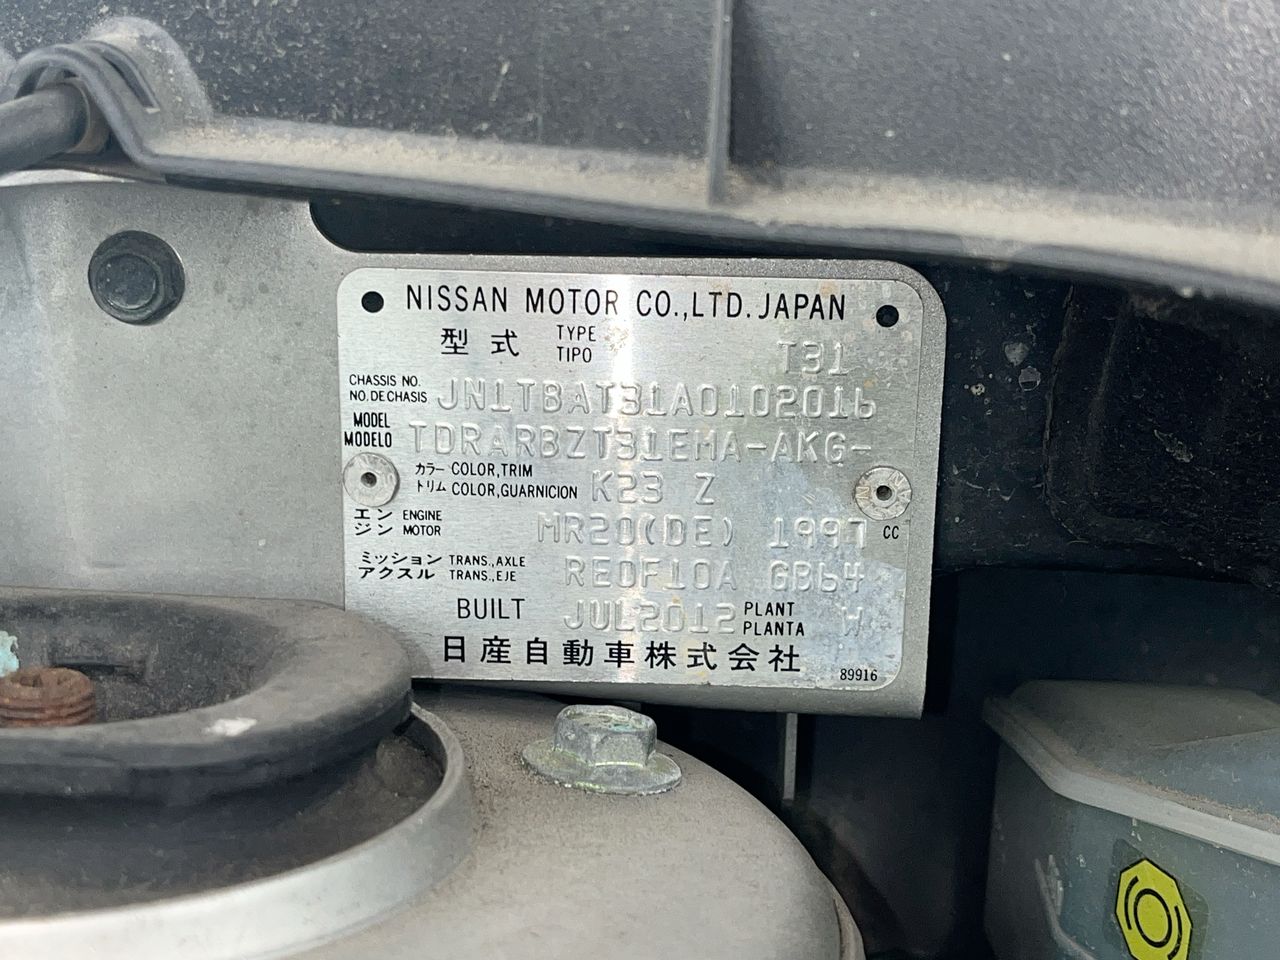 NISSAN MOTOR CO.,LTD. JAPAN
型式 TYPE TIPO T31
CHASSIS NO. NO. DE CHASIS JN1TBAT31A0102016
MODEL MODELO TDRARBZT31EMA-AKG-
カラー COLOR,TRIM
トリム COLOR,GUARNICION K23 Z
エンジン ENGINE MOTOR MR20(DE) 1997 CC
ミッション TRANS.,AXLE
アクスル TRANS.,EJE RE0F10A GB64
BUILT JUL2012 PLANT PLANTA W
日産自動車株式会社
89916